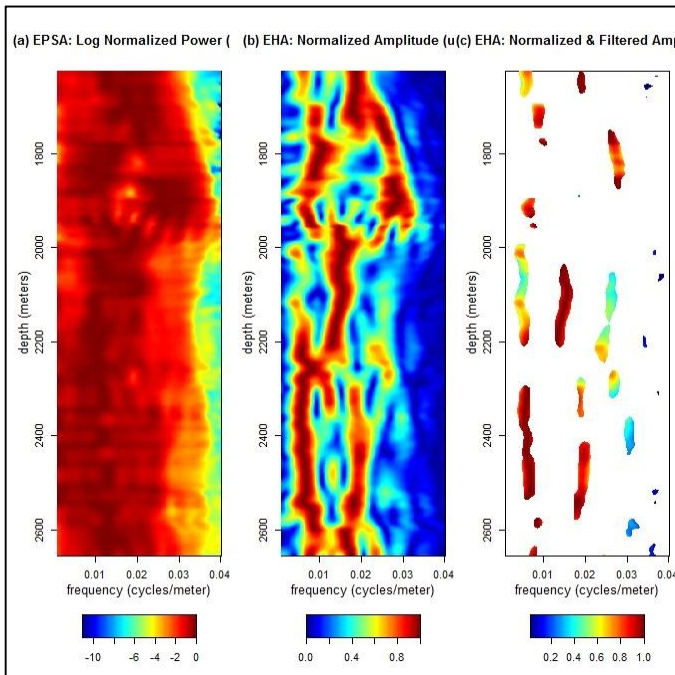 (a) EPSA: Log Normalized Power (
(b) EHA: Normalized Amplitude (u
(c) EHA: Normalized & Filtered Amp
1800
2000
2200
2400
2600
depth (meters)
0.01 0.02 0.03 0.04
frequency (cycles/meter)
-10 -6 -4 -2 0
1800
2000
2200
2400
2600
depth (meters)
0.01 0.02 0.03 0.04
frequency (cycles/meter)
0.0 0.4 0.8
1800
2000
2200
2400
2600
depth (meters)
0.01 0.02 0.03 0.04
frequency (cycles/meter)
0.2 0.4 0.6 0.8 1.0